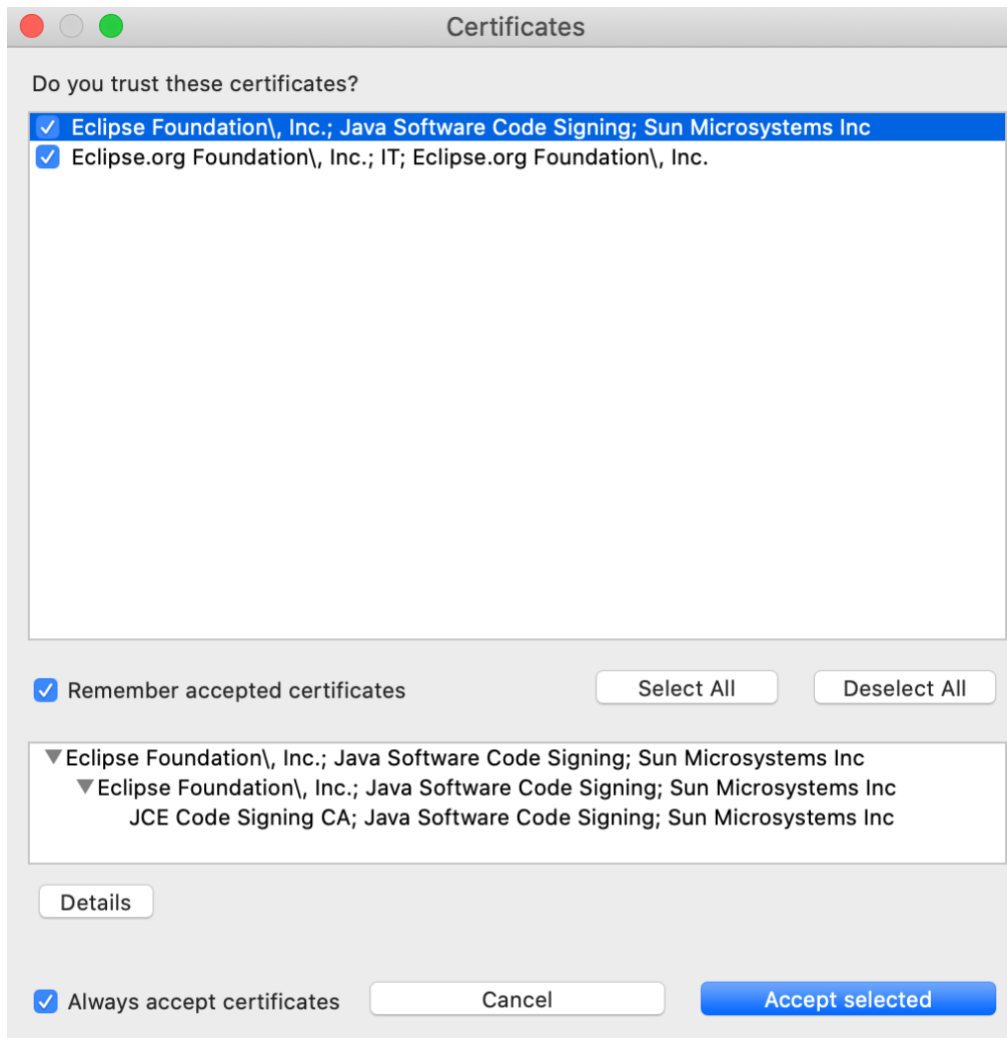 Certificates
Do you trust these certificates?
Eclipse Foundation\, Inc.; Java Software Code Signing; Sun Microsystems Inc
Eclipse.org Foundation\, Inc.; IT; Eclipse.org Foundation\, Inc.
Remember accepted certificates Select All Deselect All
Eclipse Foundation\, Inc.; Java Software Code Signing; Sun Microsystems Inc
Eclipse Foundation\, Inc.; Java Software Code Signing; Sun Microsystems Inc
JCE Code Signing CA; Java Software Code Signing; Sun Microsystems Inc
Details
Always accept certificates Cancel Accept selected